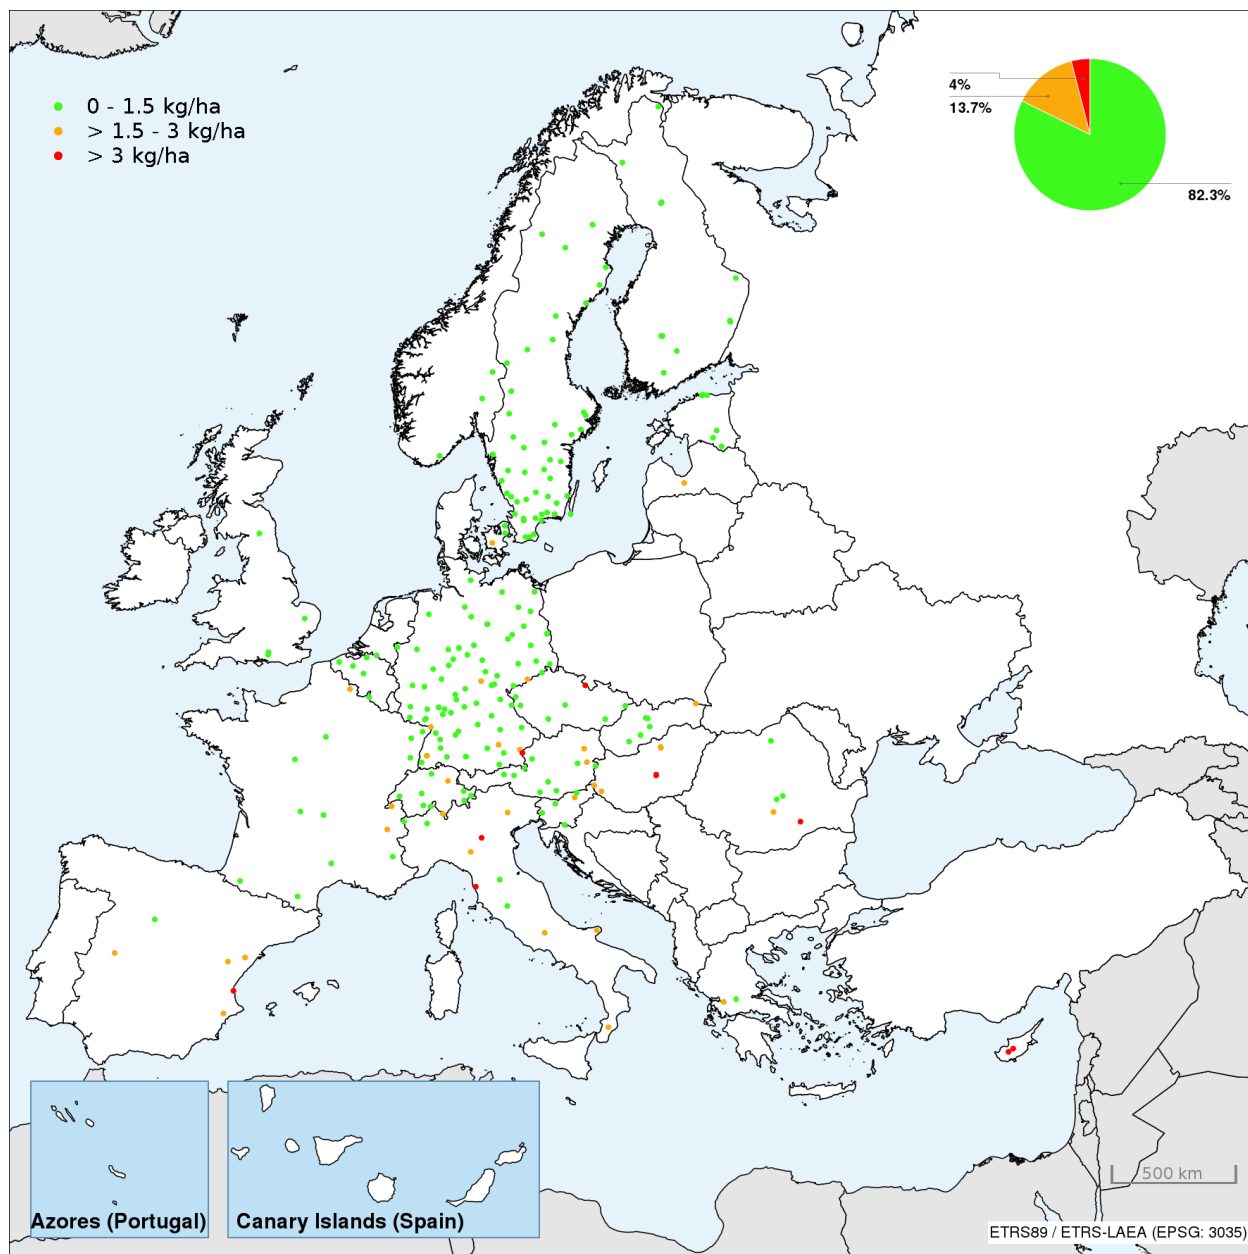 0 - 1.5 kg/ha
> 1.5 - 3 kg/ha
> 3 kg/ha
4%
13.7%
82.3%
500 km
Azores (Portugal)
Canary Islands (Spain)
ETRS89 / ETRS-LAEA (EPSG: 3035)